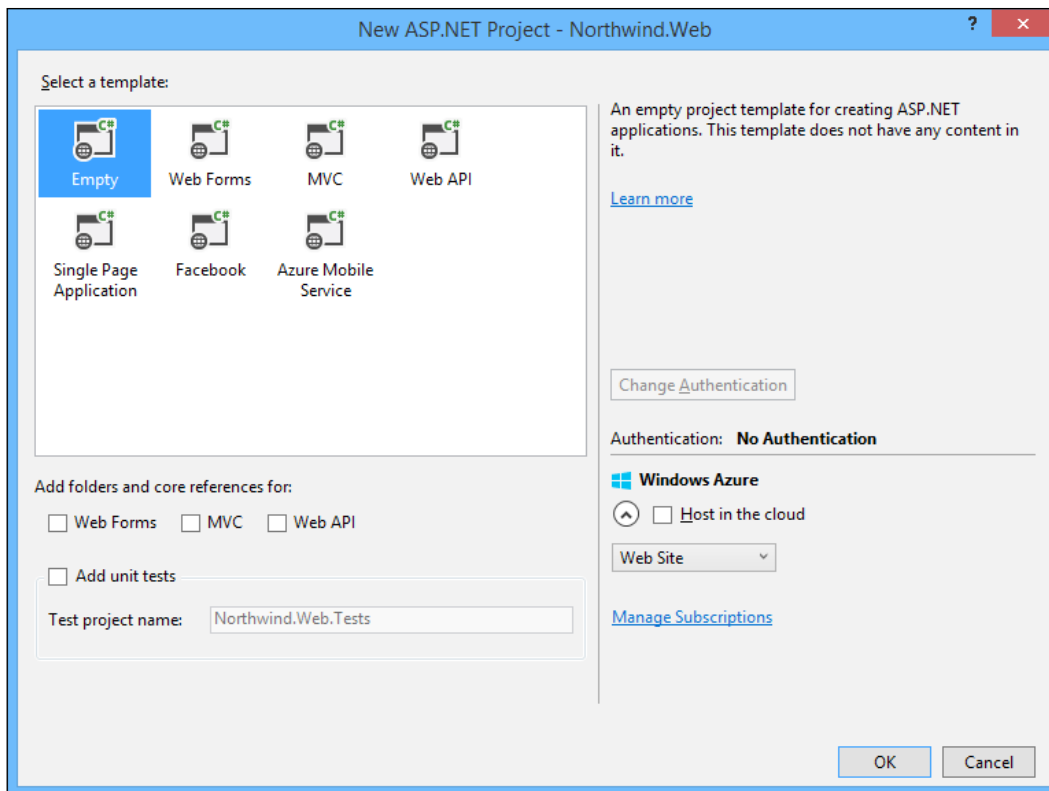 New ASP.NET Project - Northwind.Web
?
Select a template:
C# C# C# C#
Empty Web Forms MVC Web API
C# C# C#
Single Page Facebook Azure Mobile
Application Service
Add folders and core references for:
Web Forms MVC Web API
Add unit tests
Test project name: Northwind.Web.Tests
An empty project template for creating ASP.NET
applications. This template does not have any content in
it.
Learn more
Change Authentication
Authentication: No Authentication
Windows Azure
Host in the cloud
Web Site
Manage Subscriptions
OK Cancel